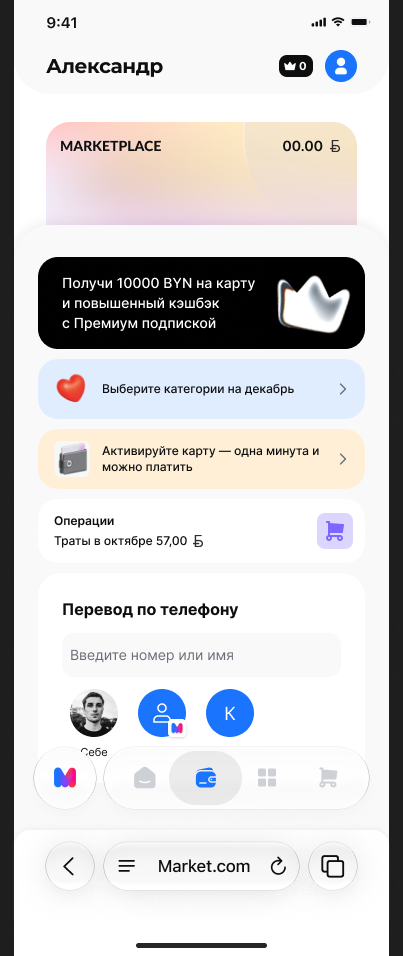 9:41
Александр
0
MARKETPLACE 00.00
Получи 10000 BYN на карту
и повышенный кэшбэк
с Премиум подпиской
Выберите категории на декабрь
Активируйте карту — одна минута и
можно платить
Операции
Траты в октябре 57,00
Перевод по телефону
Введите номер или имя
К
Себе
Market.com